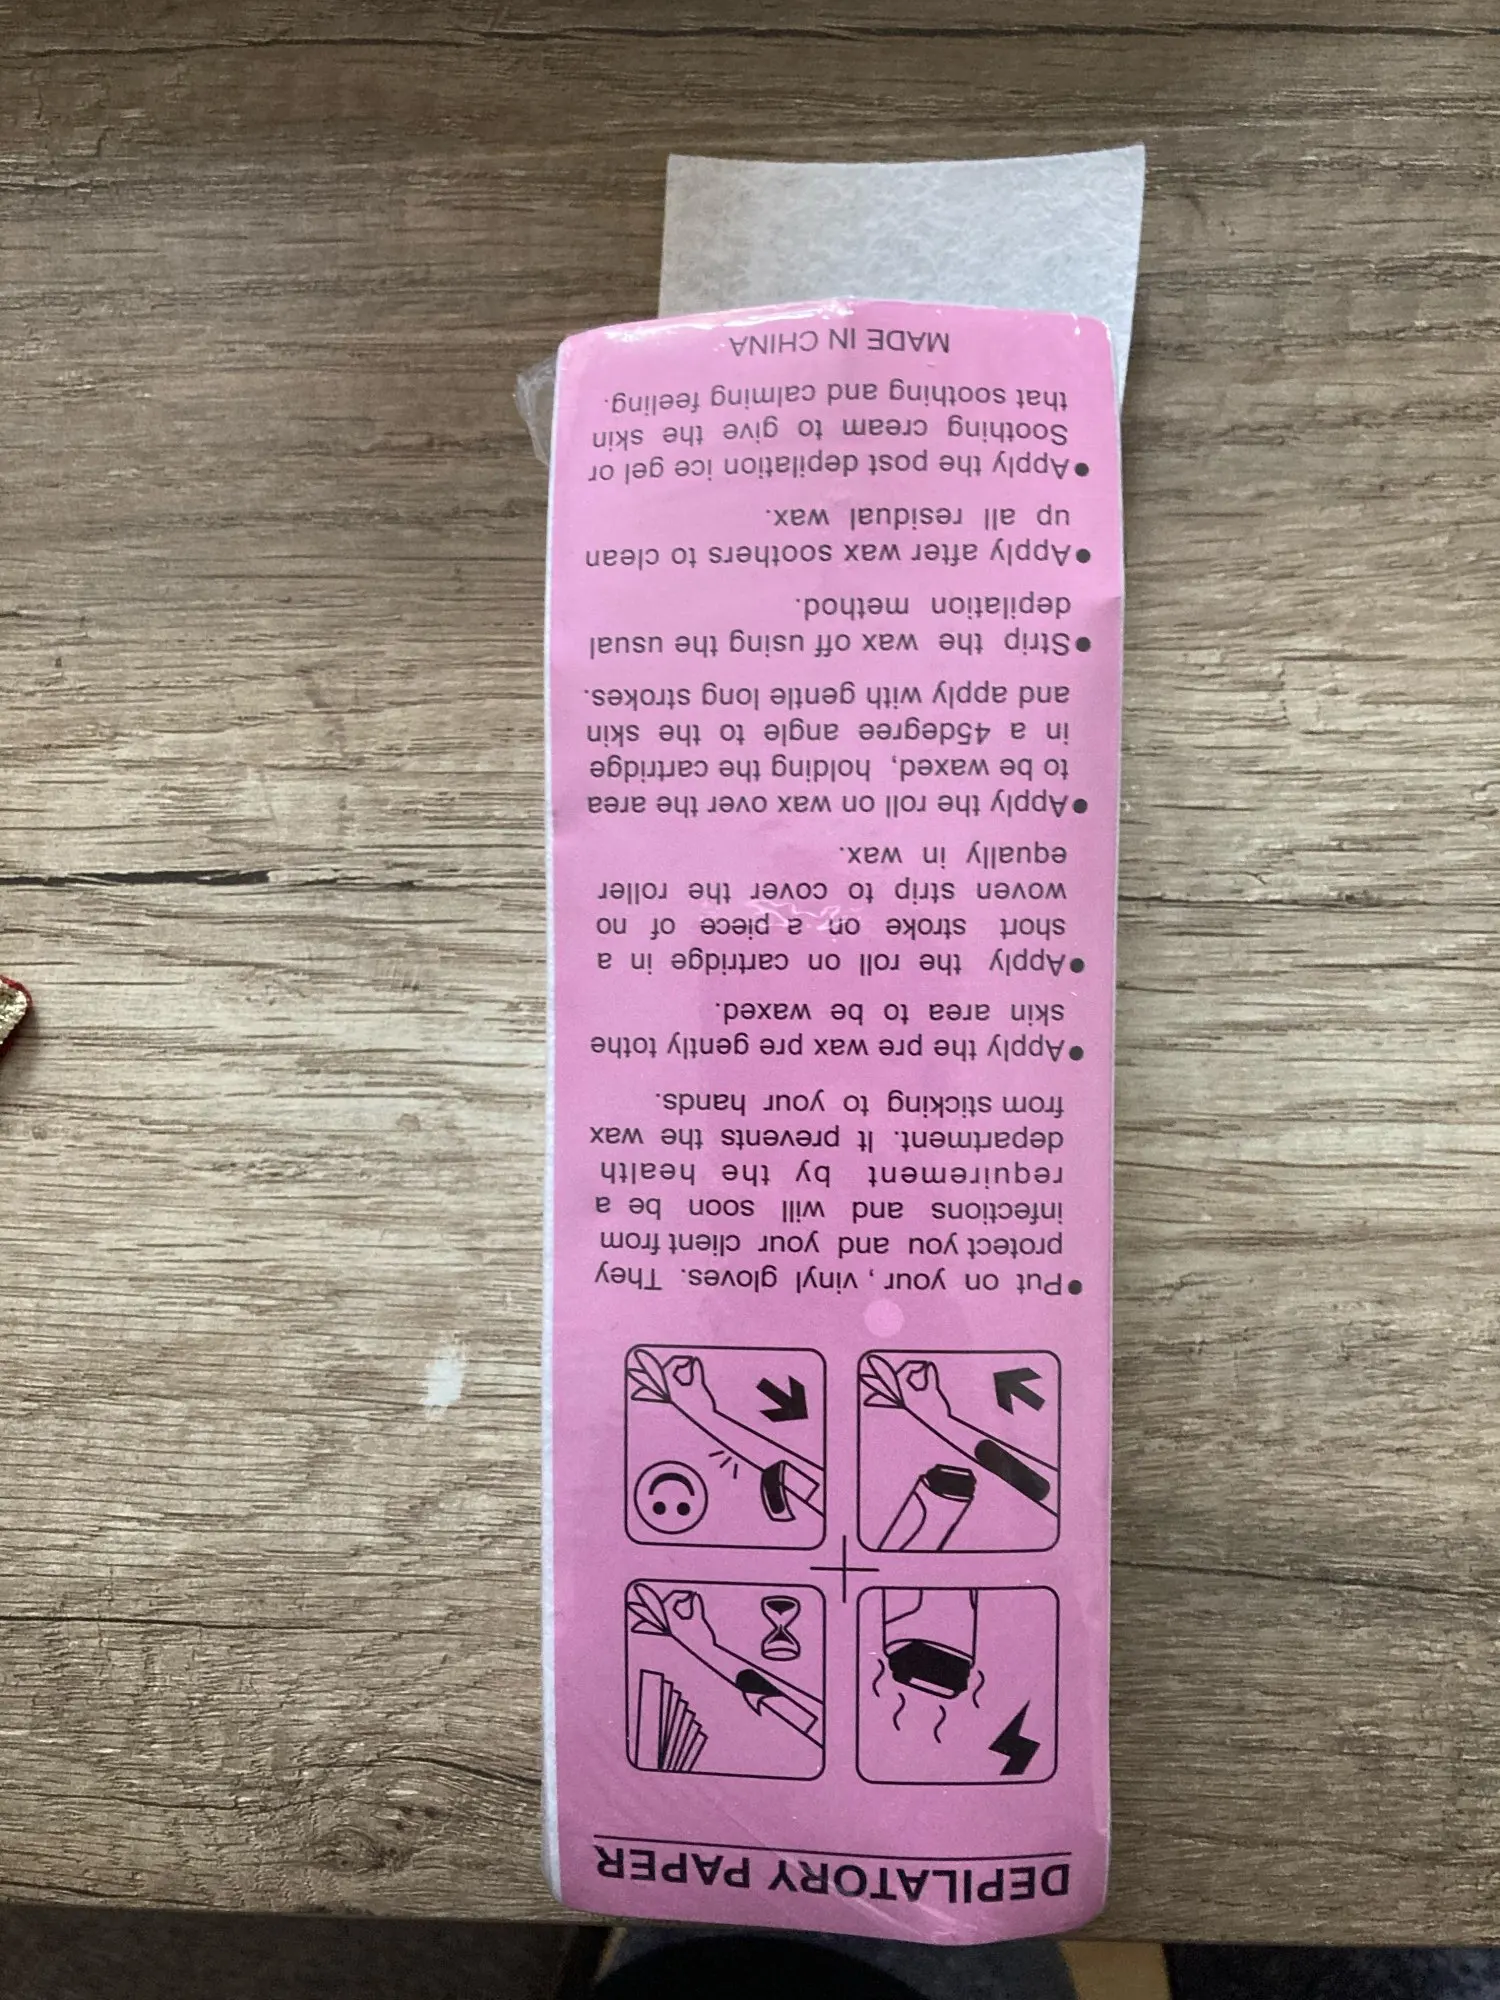 DEPILATORY PAPER
•Put on your, vinyl gloves. They
protect you and your client from
infections and will soon be a
requirement by the health
department. It prevents the wax
from sticking to your hands.
•Apply the pre wax pre gently tothe
skin area to be waxed.
•Apply the roll on cartridge in a
short stroke on a piece of no
woven strip to cover the roller
equally in wax.
•Apply the roll on wax over the area
to be waxed, holding the cartridge
in a 45degree angle to the skin
and apply with gentle long strokes.
•Strip the wax off using the usual
depilation method.
•Apply after wax soothers to clean
up all residual wax.
•Apply the post depilation ice gel or
Soothing cream to give the skin
that soothing and calming feeling.
MADE IN CHINA